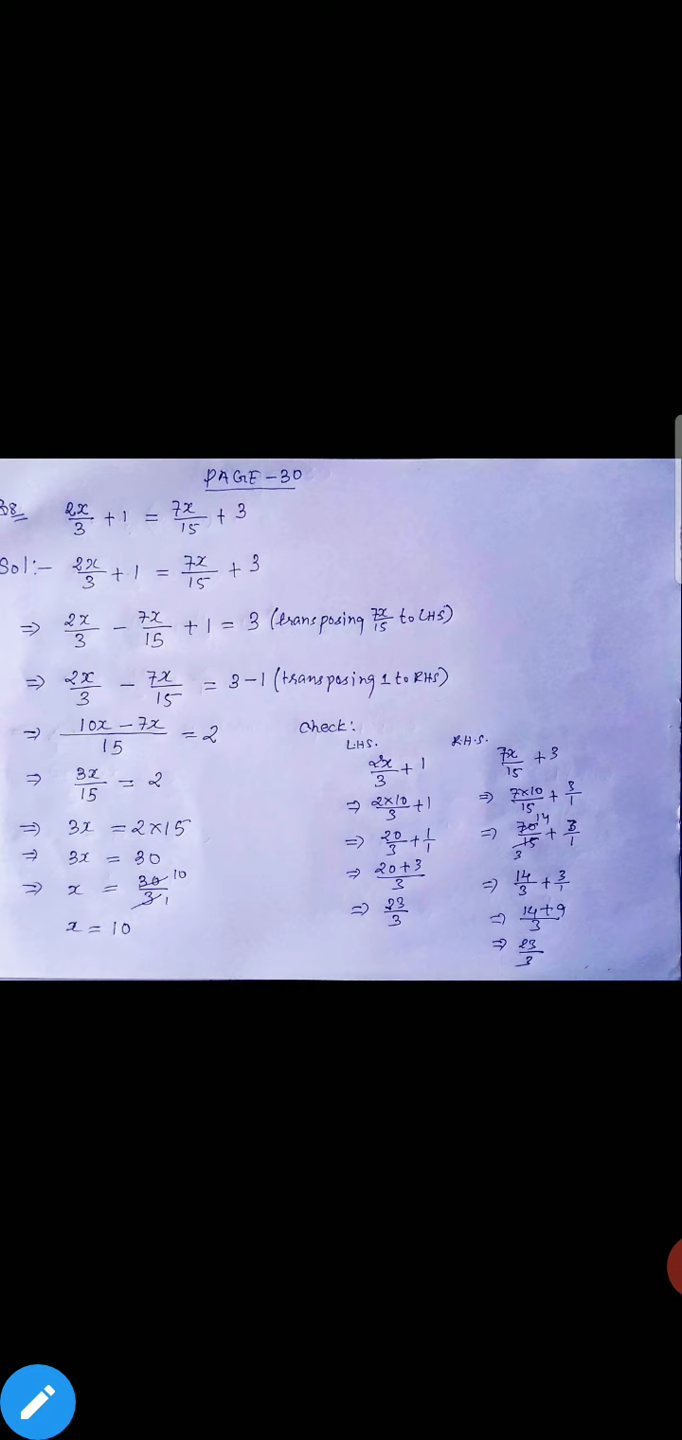 PAGE-30
38 2x/3 + 1 = 7x/15 + 3
Sol:- 2x/3 + 1 = 7x/15 + 3
⇒ 2x/3 - 7x/15 + 1 = 3 (transposing 7x/15 to LHS)
⇒ 2x/3 - 7x/15 = 3-1 (transposing 1 to RHS)
⇒ 10x - 7x/15 = 2
⇒ 3x/15 = 2
⇒ 3x = 2×15
⇒ 3x = 30
⇒ x = 30/3 10 1
x = 10
Check:
L.H.S.
2x/3 + 1
⇒ 2×10/3 + 1
⇒ 20/3 + 1/1
⇒ 20+3/3
⇒ 23/3
R.H.S.
7x/15 + 3
⇒ 7×10/15 + 3/1
⇒ 70/15 14 3 + 3/1
⇒ 14/3 + 3/1
⇒ 14+9/3
⇒ 23/3